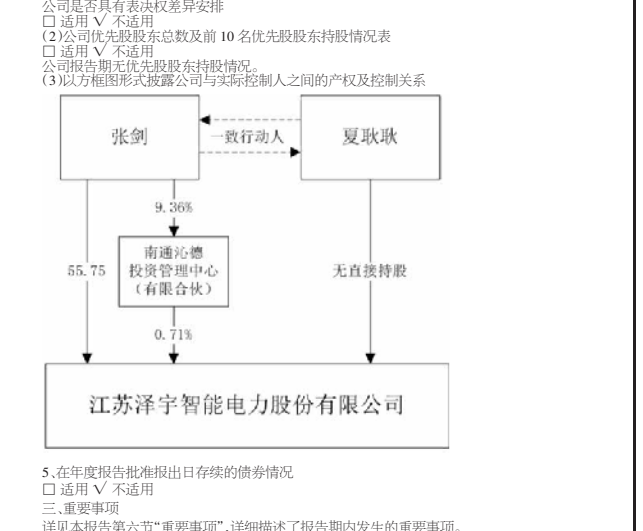 公司是否具有表决权差异安排
□ 适用 √ 不适用
(2)公司优先股股东总数及前 10 名优先股股东持股情况表
□ 适用 √ 不适用
公司报告期无优先股股东持股情况。
(3)以方框图形式披露公司与实际控制人之间的产权及控制关系
张剑
一致行动人
夏耿耿
9.36%
南通沁德
投资管理中心
（有限合伙）
55.75
无直接持股
0.71%
江苏泽宇智能电力股份有限公司
5、在年度报告批准报出日存续的债券情况
□ 适用 √ 不适用
三、重要事项
详见本报告第六节“重要事项”,详细描述了报告期内发生的重要事项。